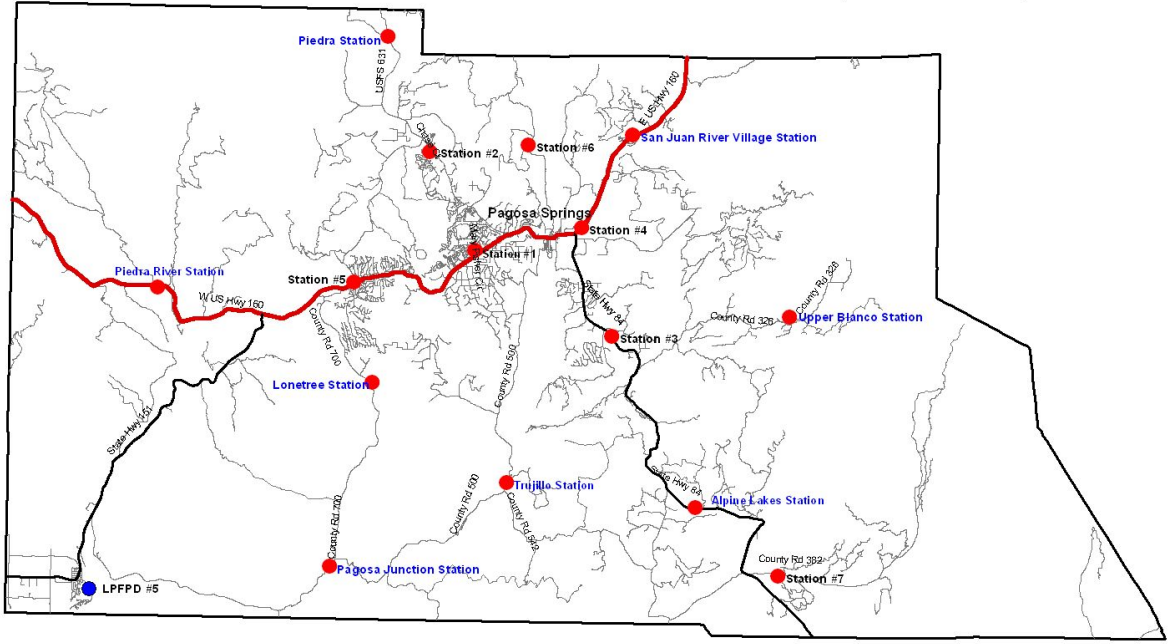 Piedra Station
USFS 631
E US Hwy 160
San Juan River Village Station
Station #2
Station #6
Pagosa Springs
Station #4
Station #1
Piedra River Station
Station #5
W US Hwy 160
State Hwy 84
County Rd 326
County Rd 326
Upper Blanco Station
Station #3
County Rd 700
County Rd 500
Lonetree Station
State Hwy 151
State Hwy 84
Trujillo Station
Alpine Lakes Station
County Rd 500
County Rd 542
County Rd 700
County Rd 382
Pagosa Junction Station
Station #7
LPFPD #5